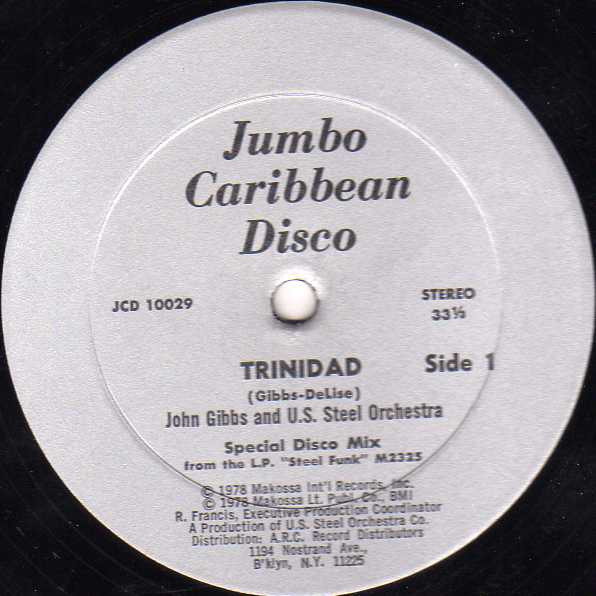 Jumbo
Caribbean
Disco
JCD 10029
STEREO
33⅓
TRINIDAD
Side 1
(Gibbs-DeLise)
John Gibbs and U.S. Steel Orchestra
Special Disco Mix
from the L.P. "Steel Funk" M2325
© 1978 Makossa Int'l Records, Inc.
© 1978 Makossa Lt. Publ. Co., BMI
R. Francis, Executive Production Coordinator
A Production of U.S. Steel Orchestra Co.
Distribution: A.R.C. Record Distributors
1194 Nostrand Ave.,
B'klyn, N.Y. 11225